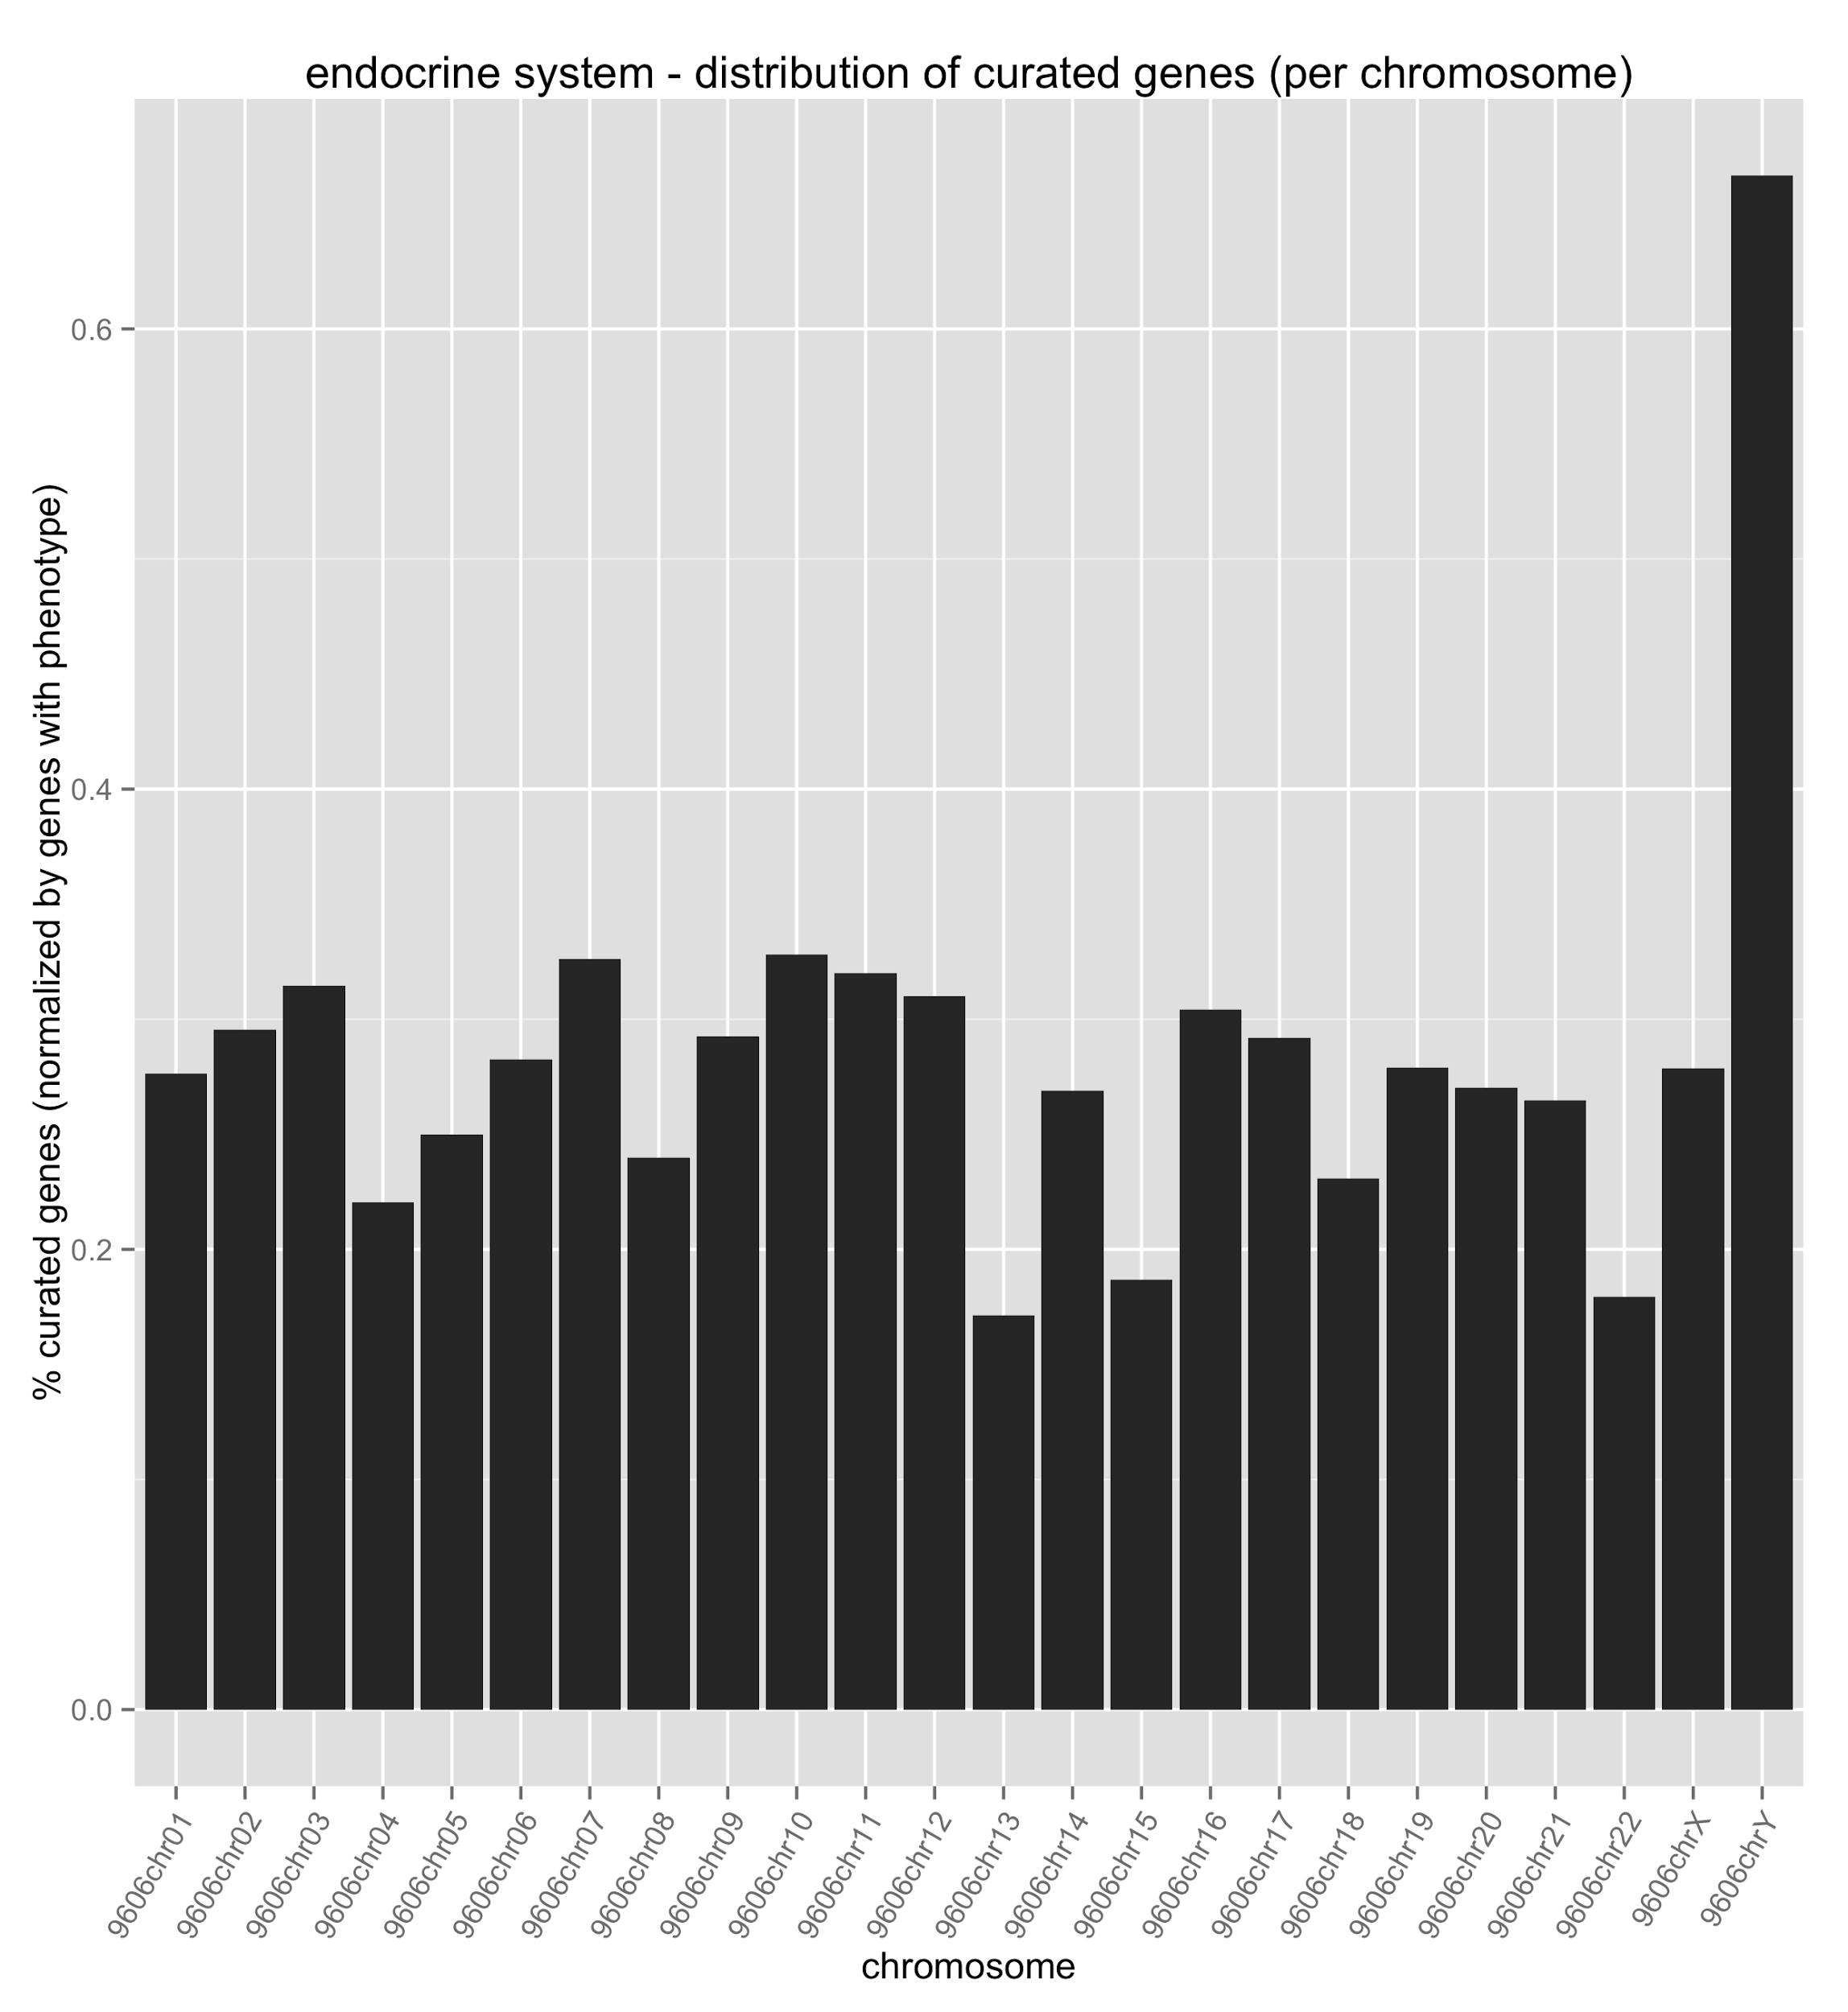 endocrine system - distribution of curated genes (per chromosome)
% curated genes (normalized by genes with phenotype)
0.6
0.4
0.2
0.0
9606chr01
9606chr02
9606chr03
9606chr04
9606chr05
9606chr06
9606chr07
9606chr08
9606chr09
9606chr10
9606chr11
9606chr12
9606chr13
9606chr14
9606chr15
9606chr16
9606chr17
9606chr18
9606chr19
9606chr20
9606chr21
9606chr22
9606chrX
9606chrY
chromosome